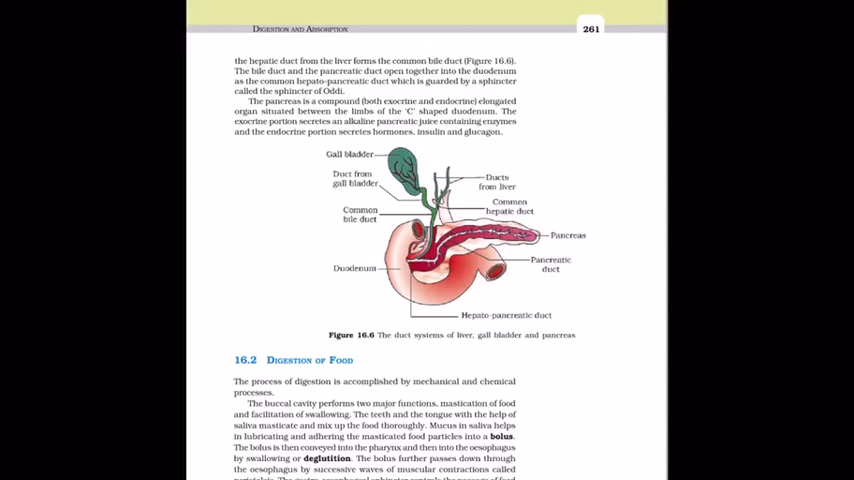 DIGESTION AND ABSORPTION
261
the hepatic duct from the liver forms the common bile duct (Figure 16.6).
The bile duct and the pancreatic duct open together into the duodenum
as the common hepato-pancreatic duct which is guarded by a sphincter
called the sphincter of Oddi.
The pancreas is a compound (both exocrine and endocrine) elongated
organ situated between the limbs of the 'C' shaped duodenum. The
exocrine portion secretes an alkaline pancreatic juice containing enzymes
and the endocrine portion secretes hormones, insulin and glucagon.
Gall bladder
Duct from
gall bladder
Ducts
from liver
Common
hepatic duct
Common
bile duct
Pancreas
Pancreatic
duct
Duodenum
Hepato-pancreatic duct
Figure 16.6 The duct systems of liver, gall bladder and pancreas
16.2 DIGESTION OF FOOD
The process of digestion is accomplished by mechanical and chemical
processes.
The buccal cavity performs two major functions, mastication of food
and facilitation of swallowing. The teeth and the tongue with the help of
saliva masticate and mix up the food thoroughly. Mucus in saliva helps
in lubricating and adhering the masticated food particles into a bolus.
The bolus is then conveyed into the pharynx and then into the oesophagus
by swallowing or deglutition. The bolus further passes down through
the oesophagus by successive waves of muscular contractions called